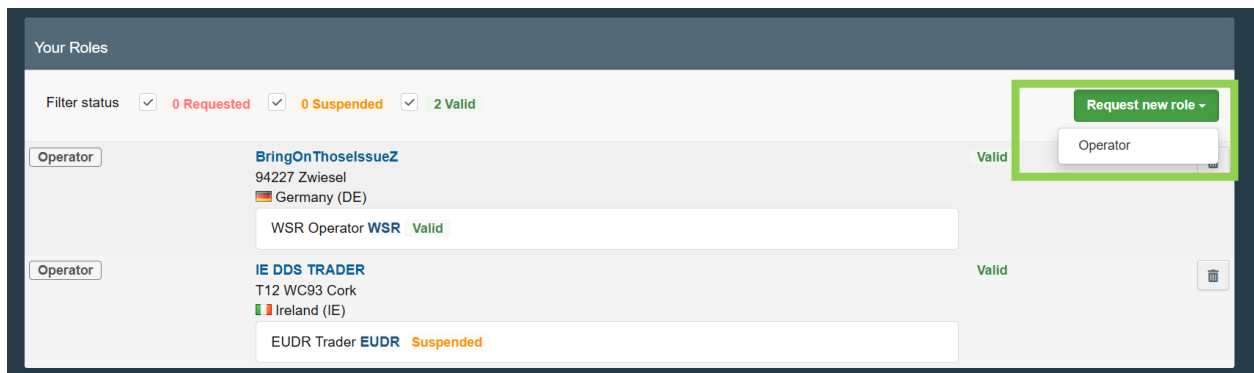 Your Roles
Filter status 0 Requested 0 Suspended 2 Valid Request new role
Operator
Operator BringOnThoseIssueZ Valid
94227 Zwiesel
Germany (DE)
WSR Operator WSR Valid
Operator IE DDS TRADER Valid
T12 WC93 Cork
Ireland (IE)
EUDR Trader EUDR Suspended